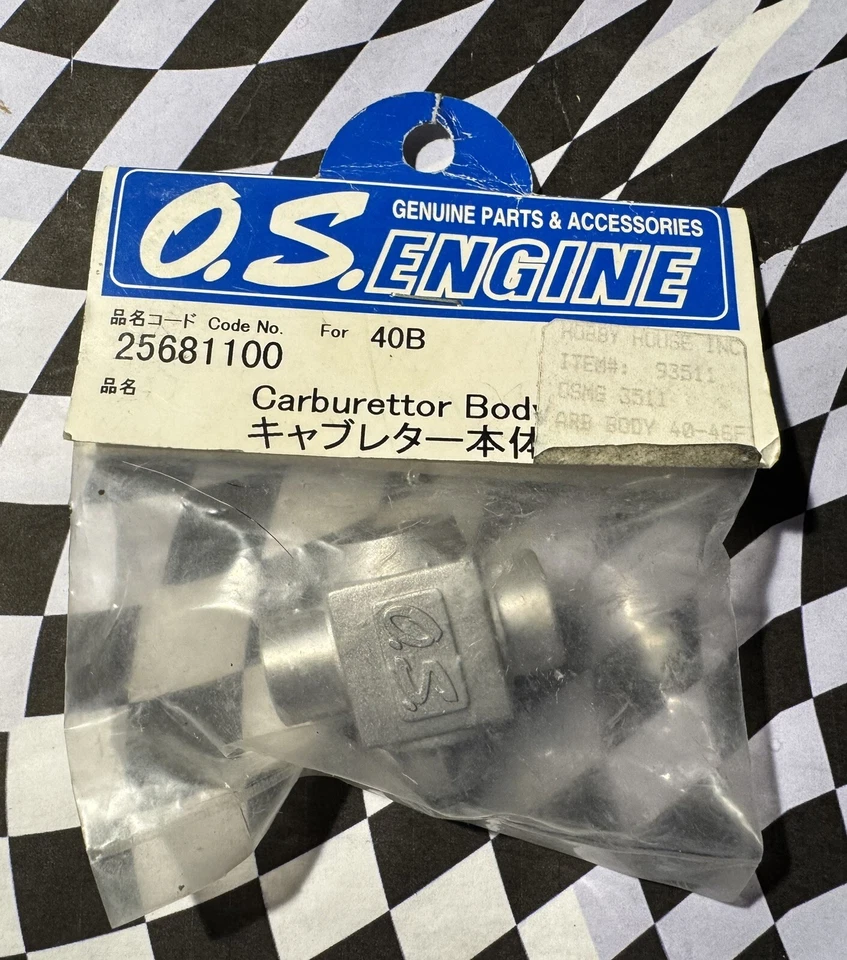 GENUINE PARTS & ACCESSORIES
O.S. ENGINE
品名コード Code No. For 40B
25681100
品名
Carburettor Body
キャブレター本体
HOBBY HOUSE INC
ITEM#: 93511
OSMG 3511
ARB BODY 40-46F
O.S.